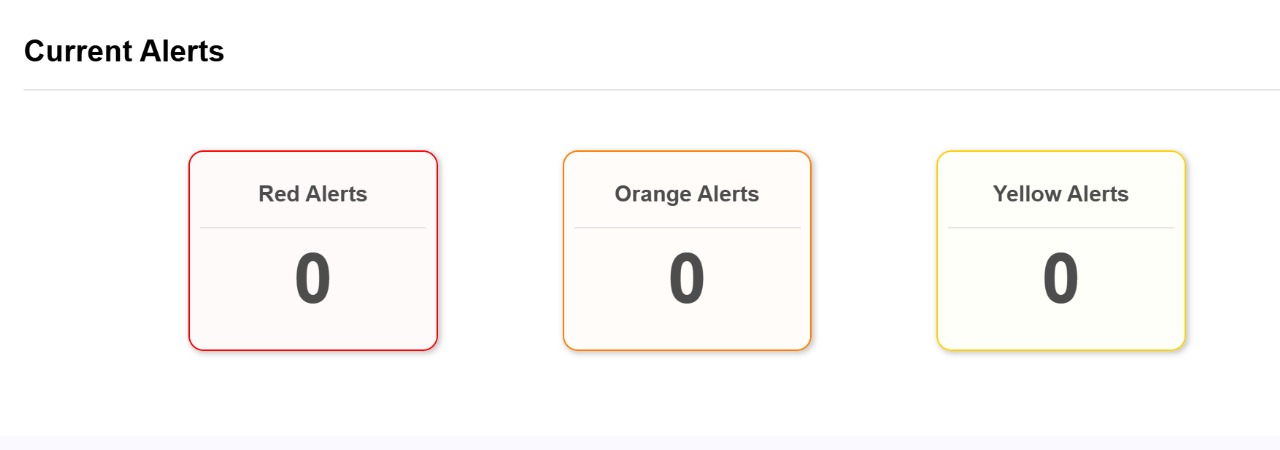 Current Alerts
Red Alerts
Orange Alerts
Yellow Alerts
0
0
0